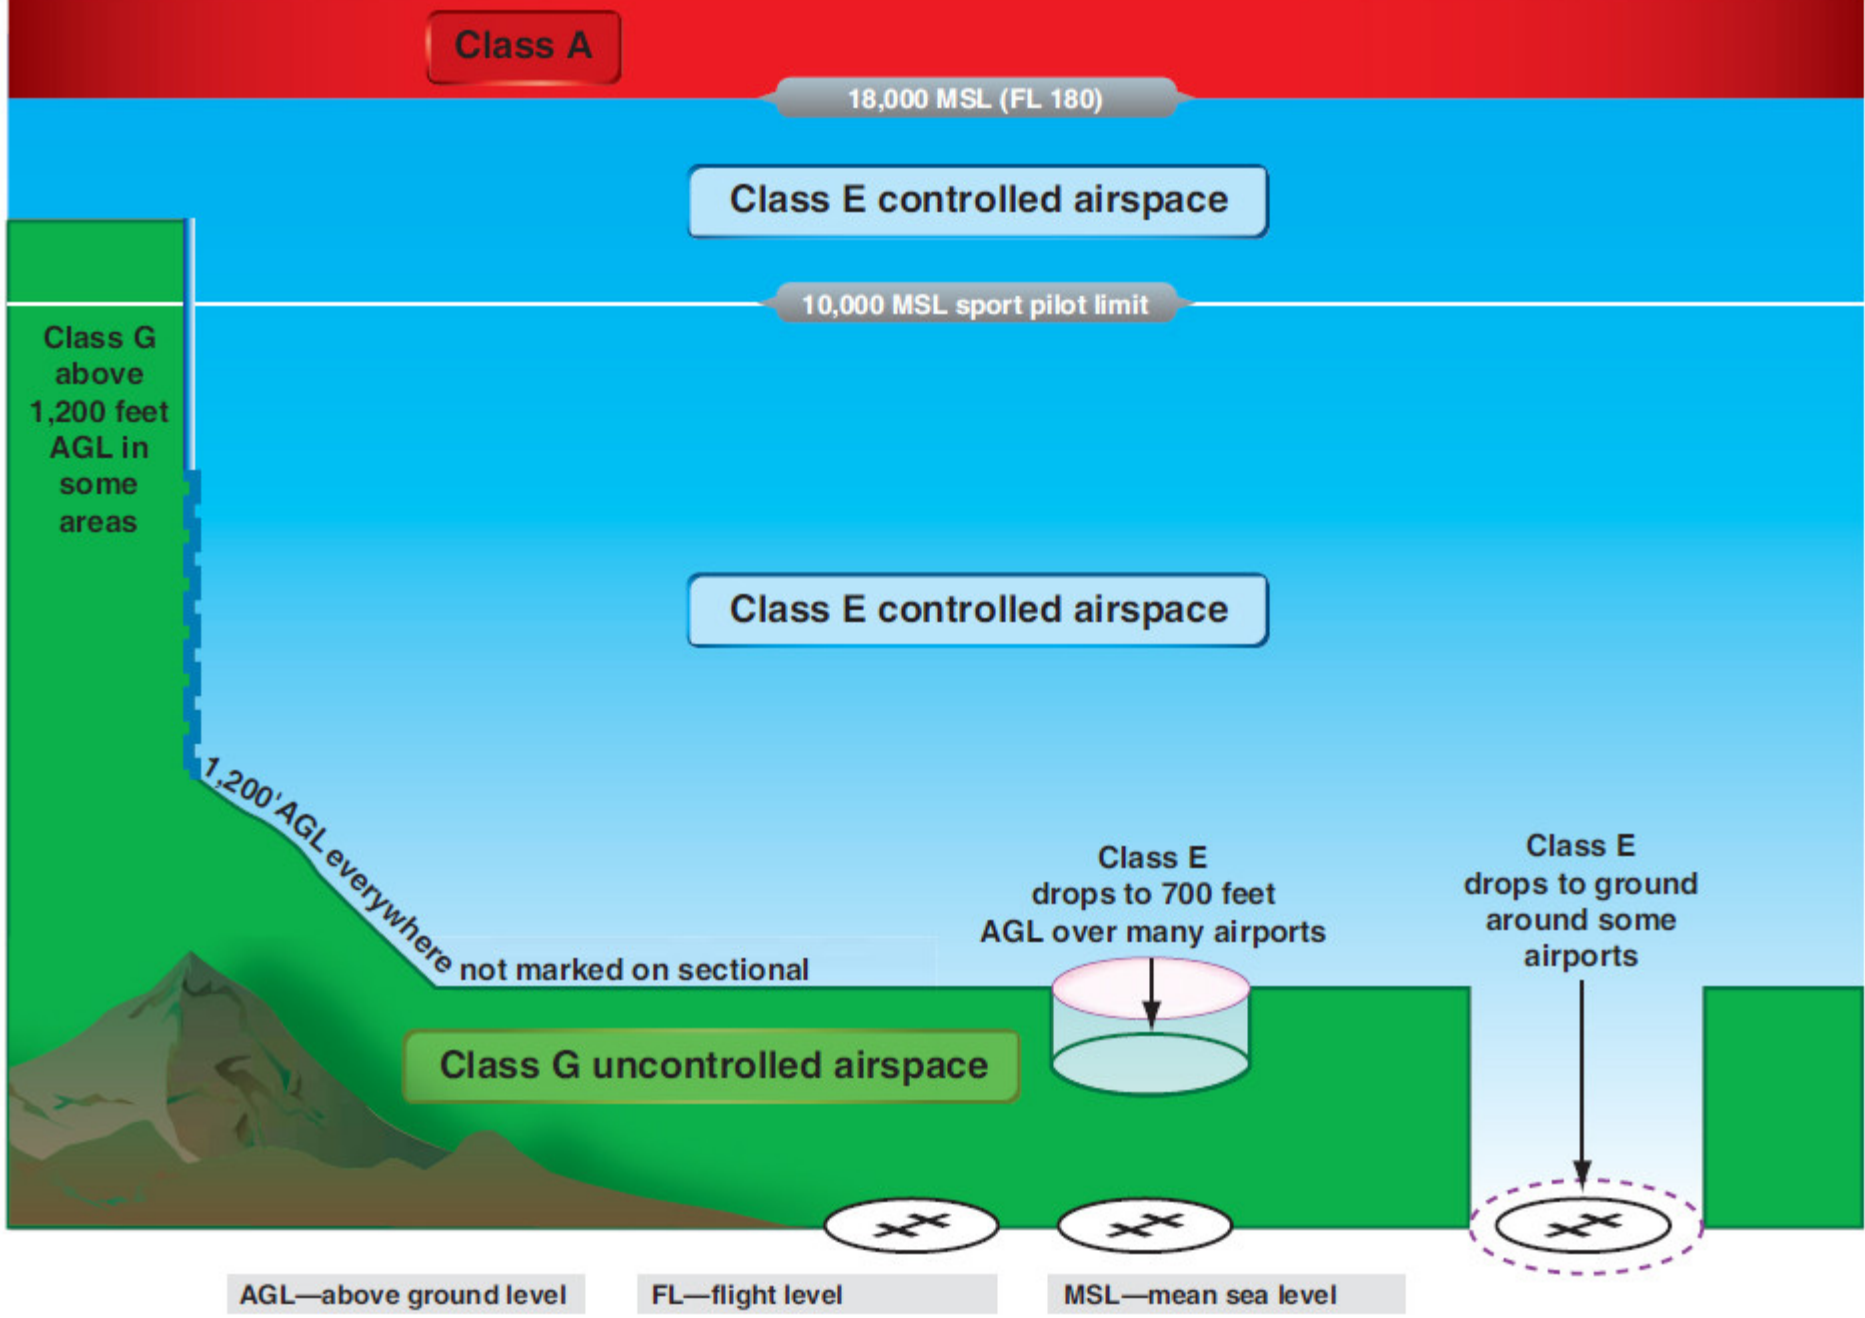 Class A
18,000 MSL (FL 180)
Class E controlled airspace
10,000 MSL sport pilot limit
Class G
above
1,200 feet
AGL in
some
areas
Class E controlled airspace
1,200' AGL everywhere not marked on sectional
Class E
drops to 700 feet
AGL over many airports
Class E
drops to ground
around some
airports
Class G uncontrolled airspace
AGL—above ground level
FL—flight level
MSL—mean sea level